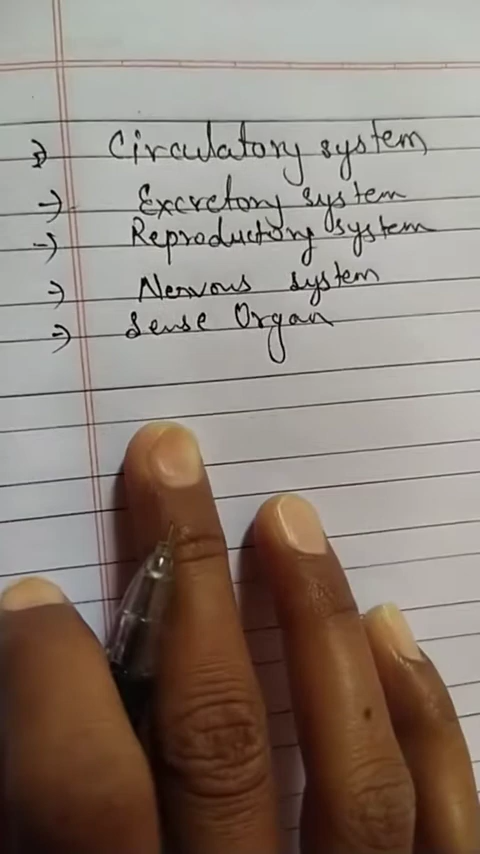 → Circulatory system
→ Excretory system
→ Reproductory system
→ Nervous system
→ Sense Organ